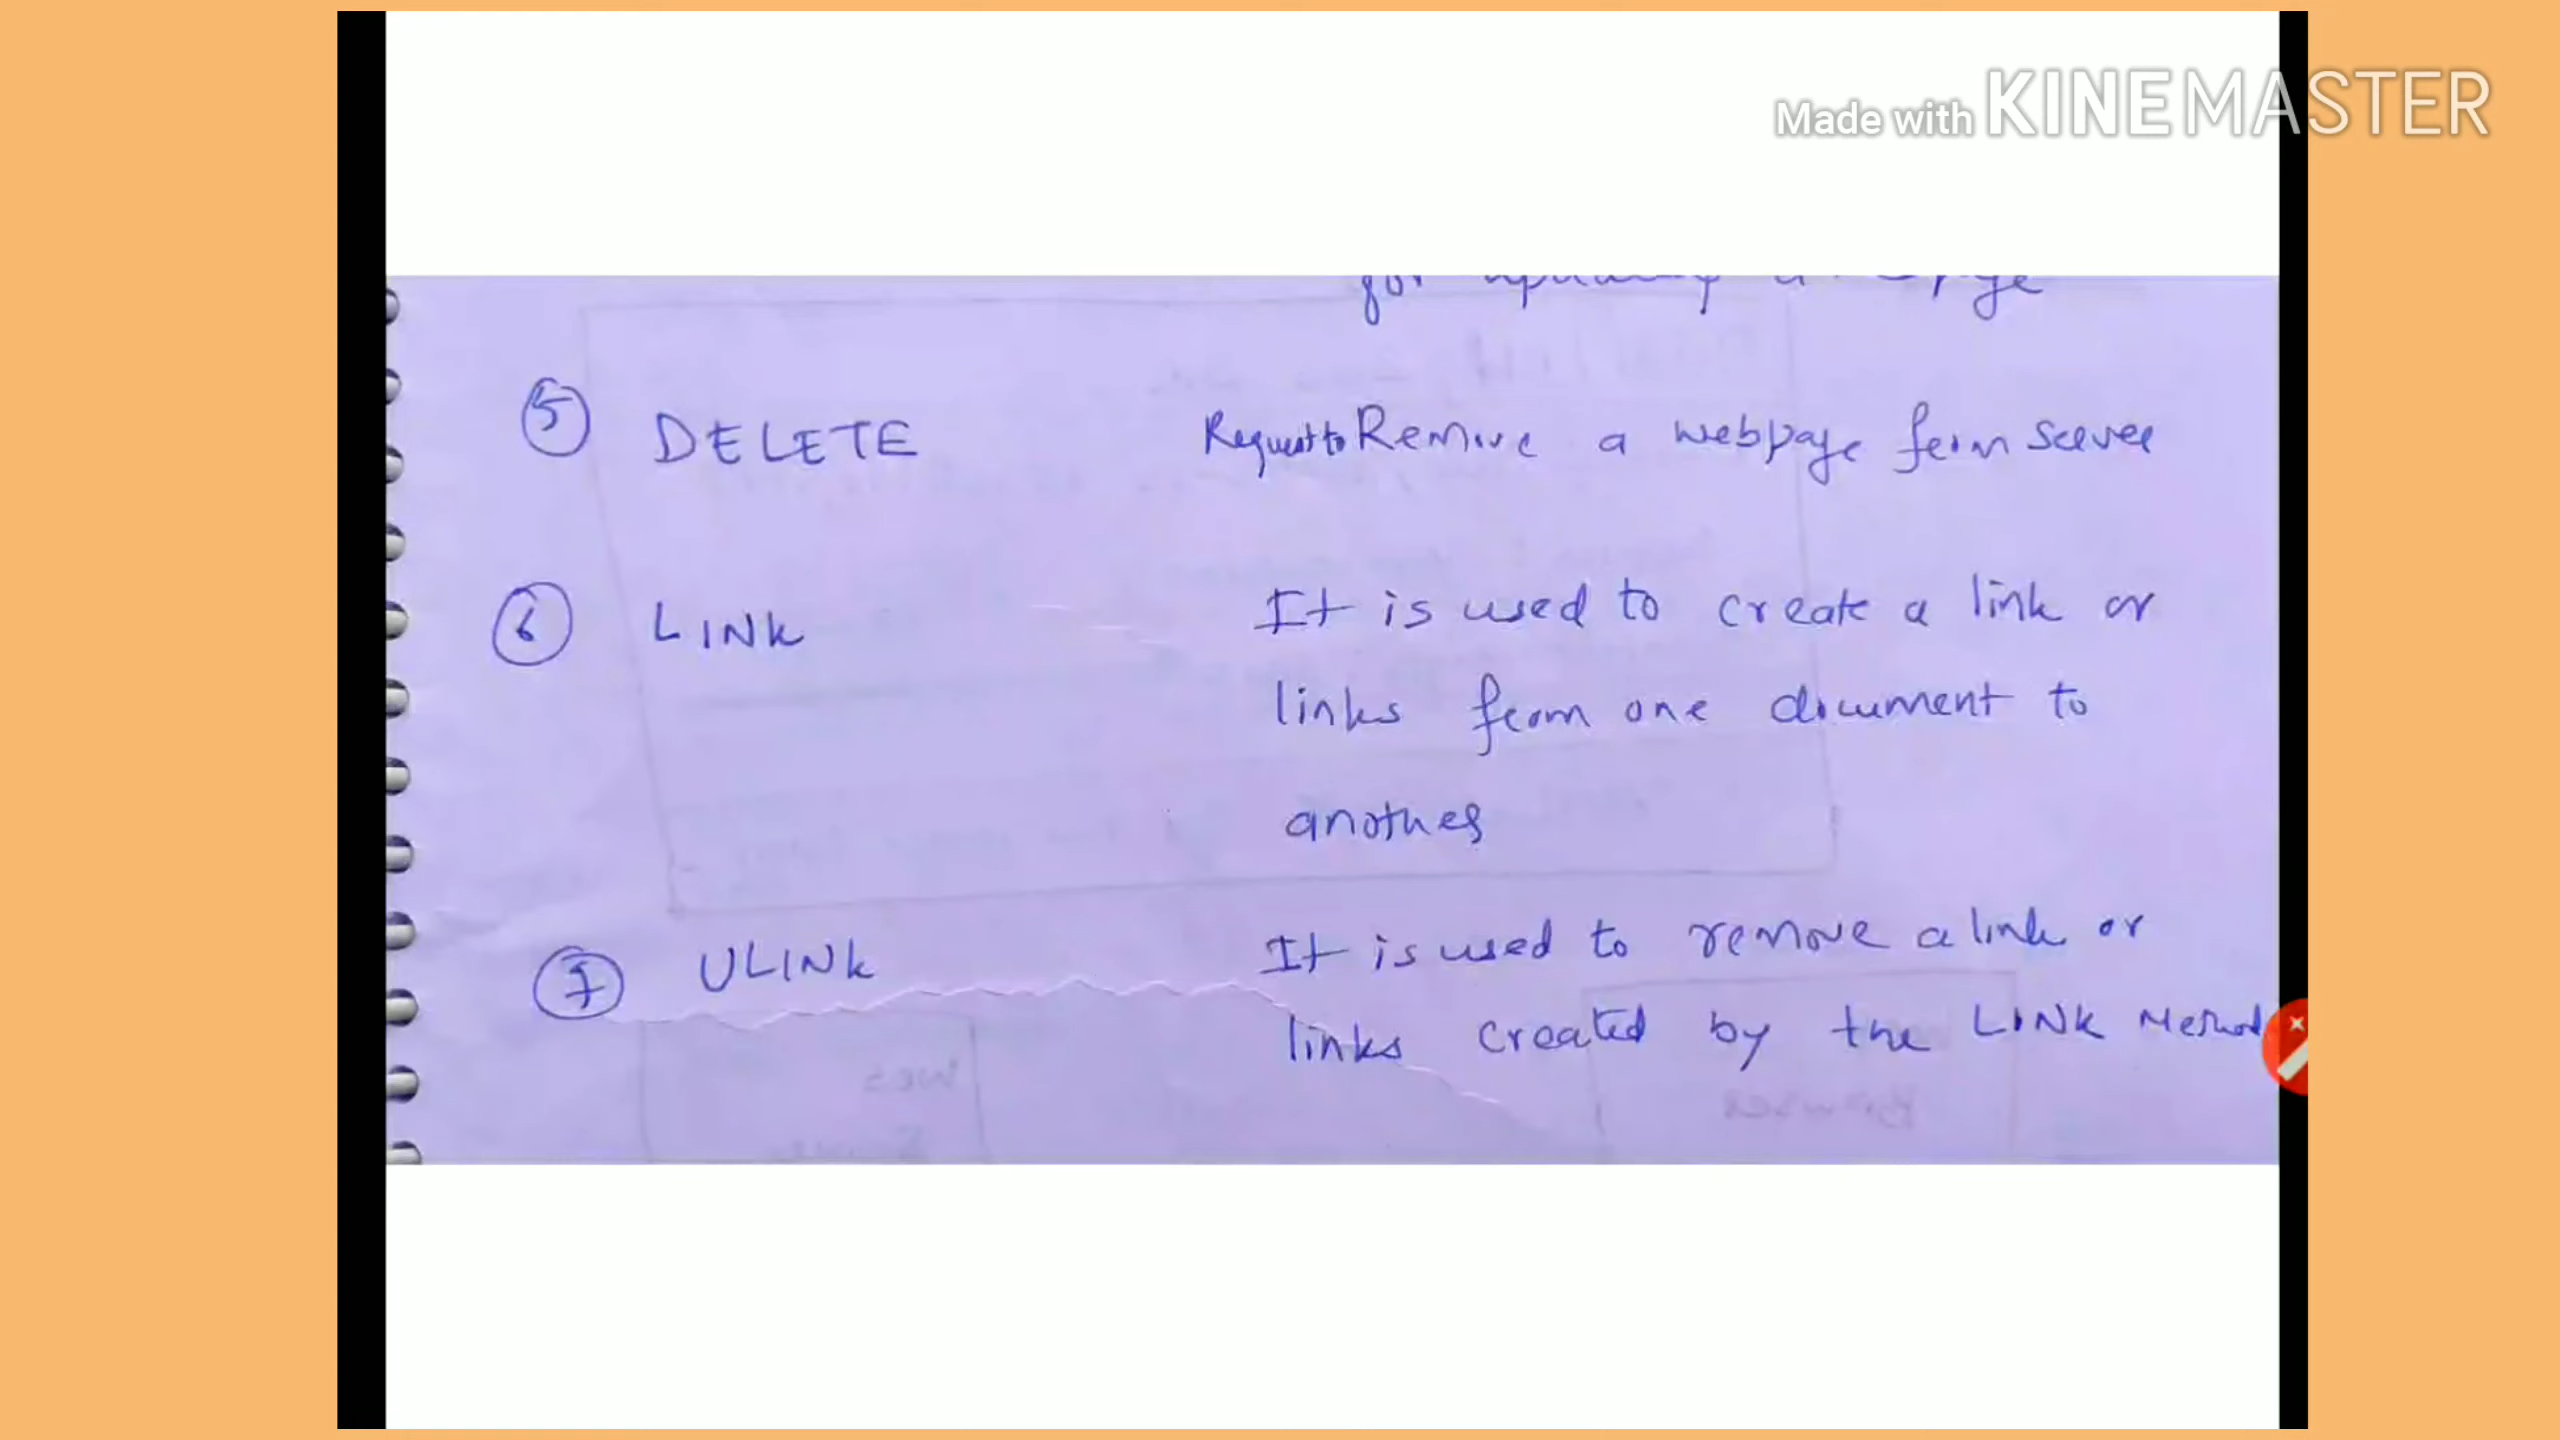 Made with KINEMASTER
for
5 DELETE Request to Remove a webpage from server
6 LINK It is used to create a link or
links from one document to
another
7 ULINK It is used to remove a link or
links created by the LINK Method